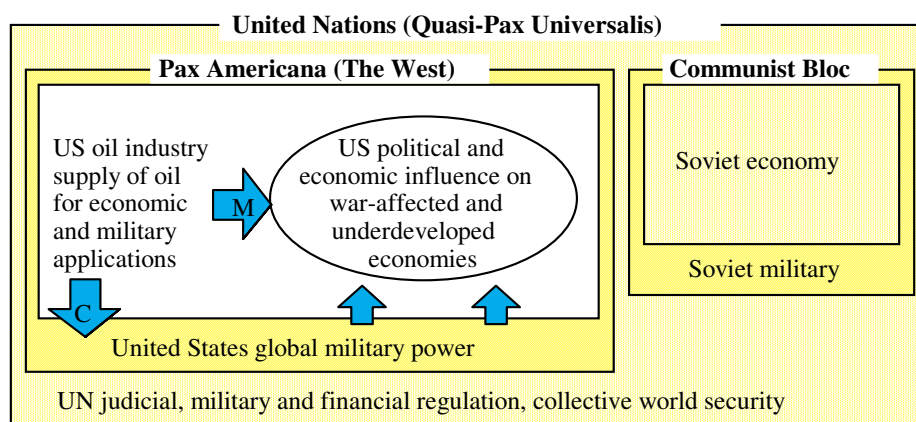 United Nations (Quasi-Pax Universalis)
Pax Americana (The West)
US oil industry
supply of oil
for economic
and military
applications
M
C
US political and
economic influence on
war-affected and
underdeveloped
economies
United States global military power
Communist Bloc
Soviet economy
Soviet military
UN judicial, military and financial regulation, collective world security